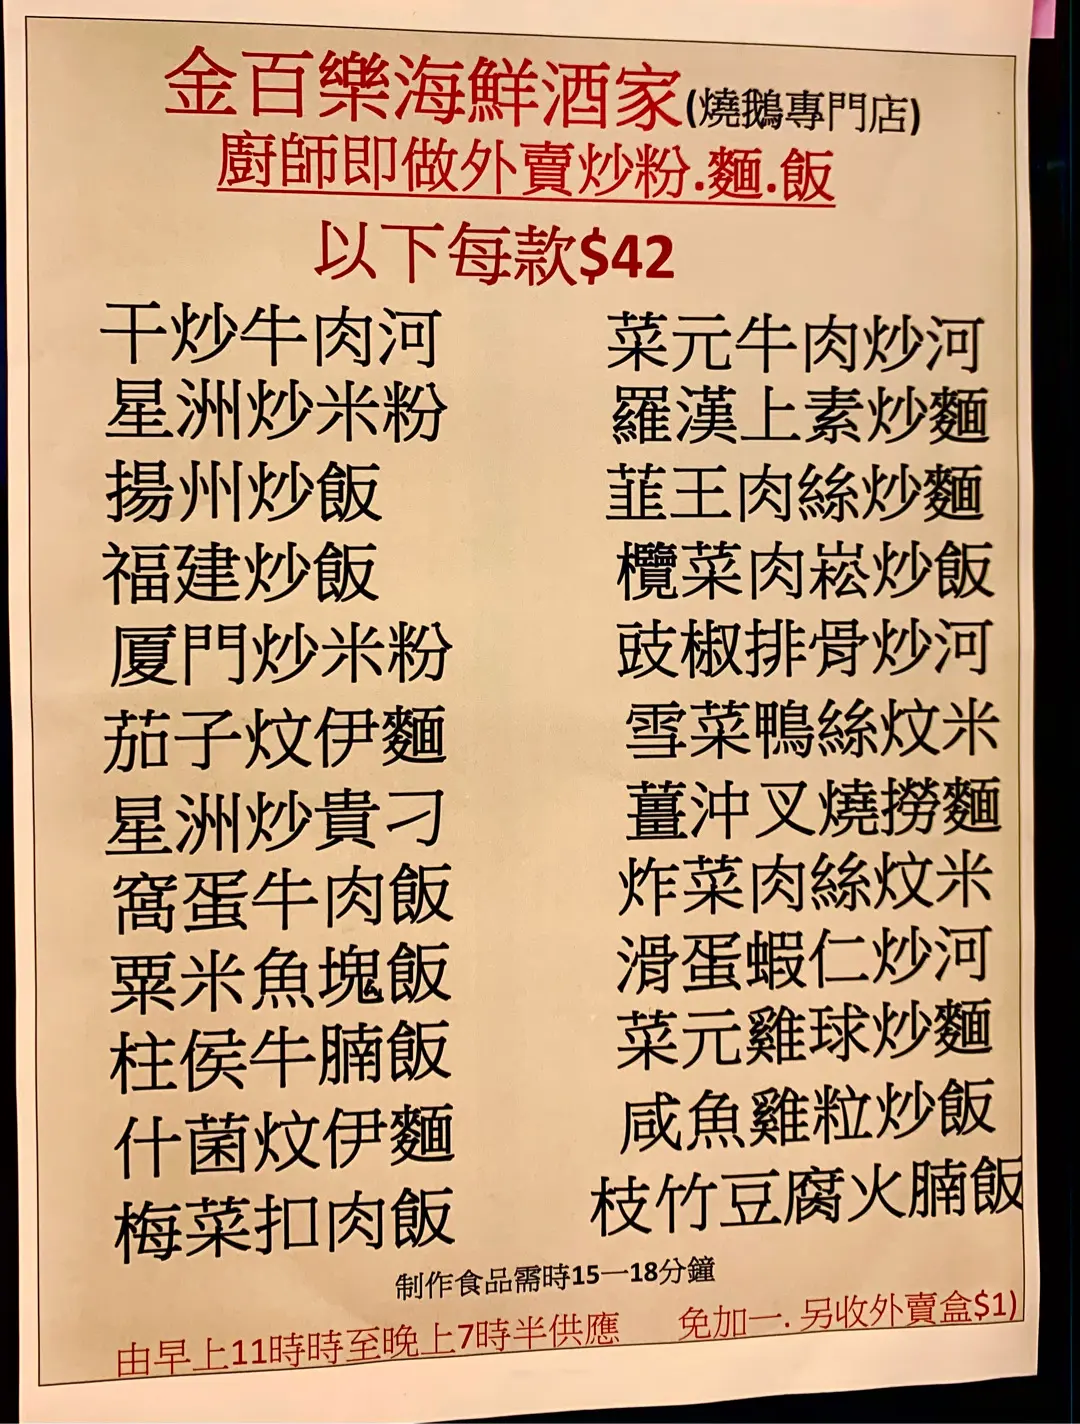 金百樂海鮮酒家(燒鵝專門店)
廚師即做外賣炒粉.麵.飯
以下每款$42
干炒牛肉河
星洲炒米粉
揚州炒飯
福建炒飯
厦門炒米粉
茄子炆伊麵
星洲炒貴刁
窩蛋牛肉飯
粟米魚塊飯
柱侯牛腩飯
什菌炆伊麵
梅菜扣肉飯
菜元牛肉炒河
羅漢上素炒麵
韮王肉絲炒麵
欖菜肉崧炒飯
豉椒排骨炒河
雪菜鴨絲炆米
薑沖叉燒撈麵
炸菜肉絲炆米
滑蛋蝦仁炒河
菜元雞球炒麵
咸魚雞粒炒飯
枝竹豆腐火腩飯
制作食品需時15一18分鐘
由早上11時時至晚上7時半供應 免加一. 另收外賣盒$1)